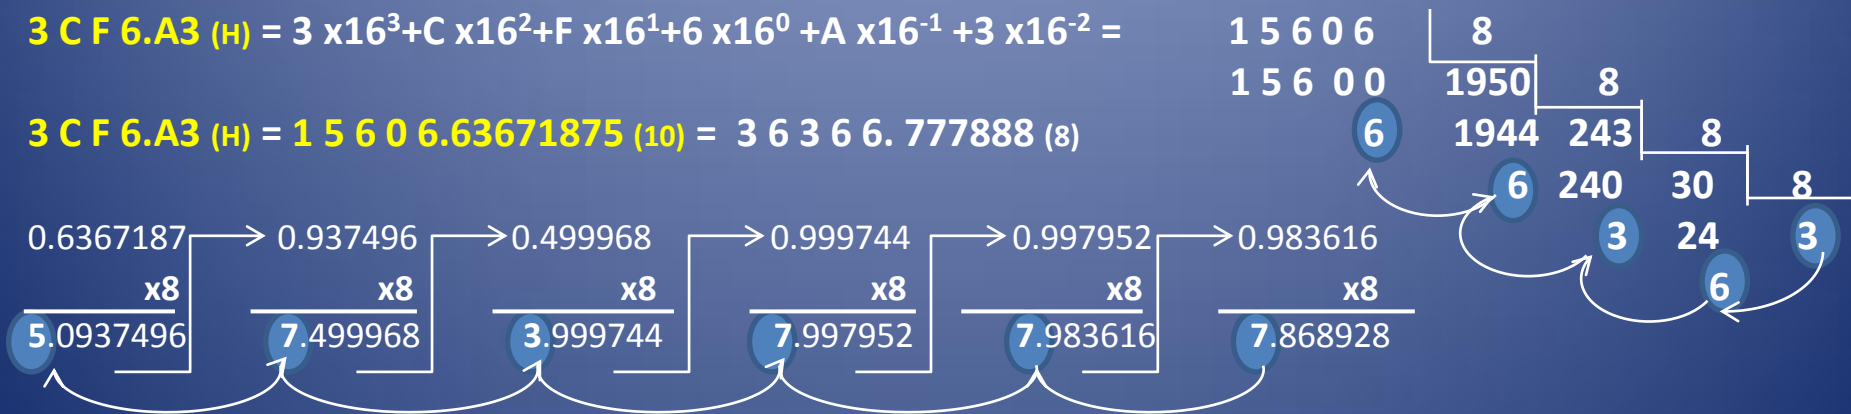 3 C F 6.A3 (H) = 3 x16³+C x16²+F x16¹+6 x16⁰ +A x16⁻¹ +3 x16⁻² =
1 5 6 0 6 8
1 5 6 0 0 1950 8
3 C F 6.A3 (H) = 1 5 6 0 6.63671875 (10) = 3 6 3 6 6. 777888 (8)
6 1944 243 8
6 240 30 8
0.6367187 0.937496 0.499968 0.999744 0.997952 0.983616
3 24 3
x8 x8 x8 x8 x8 x8
6
5.0937496 7.499968 3.999744 7.997952 7.983616 7.868928